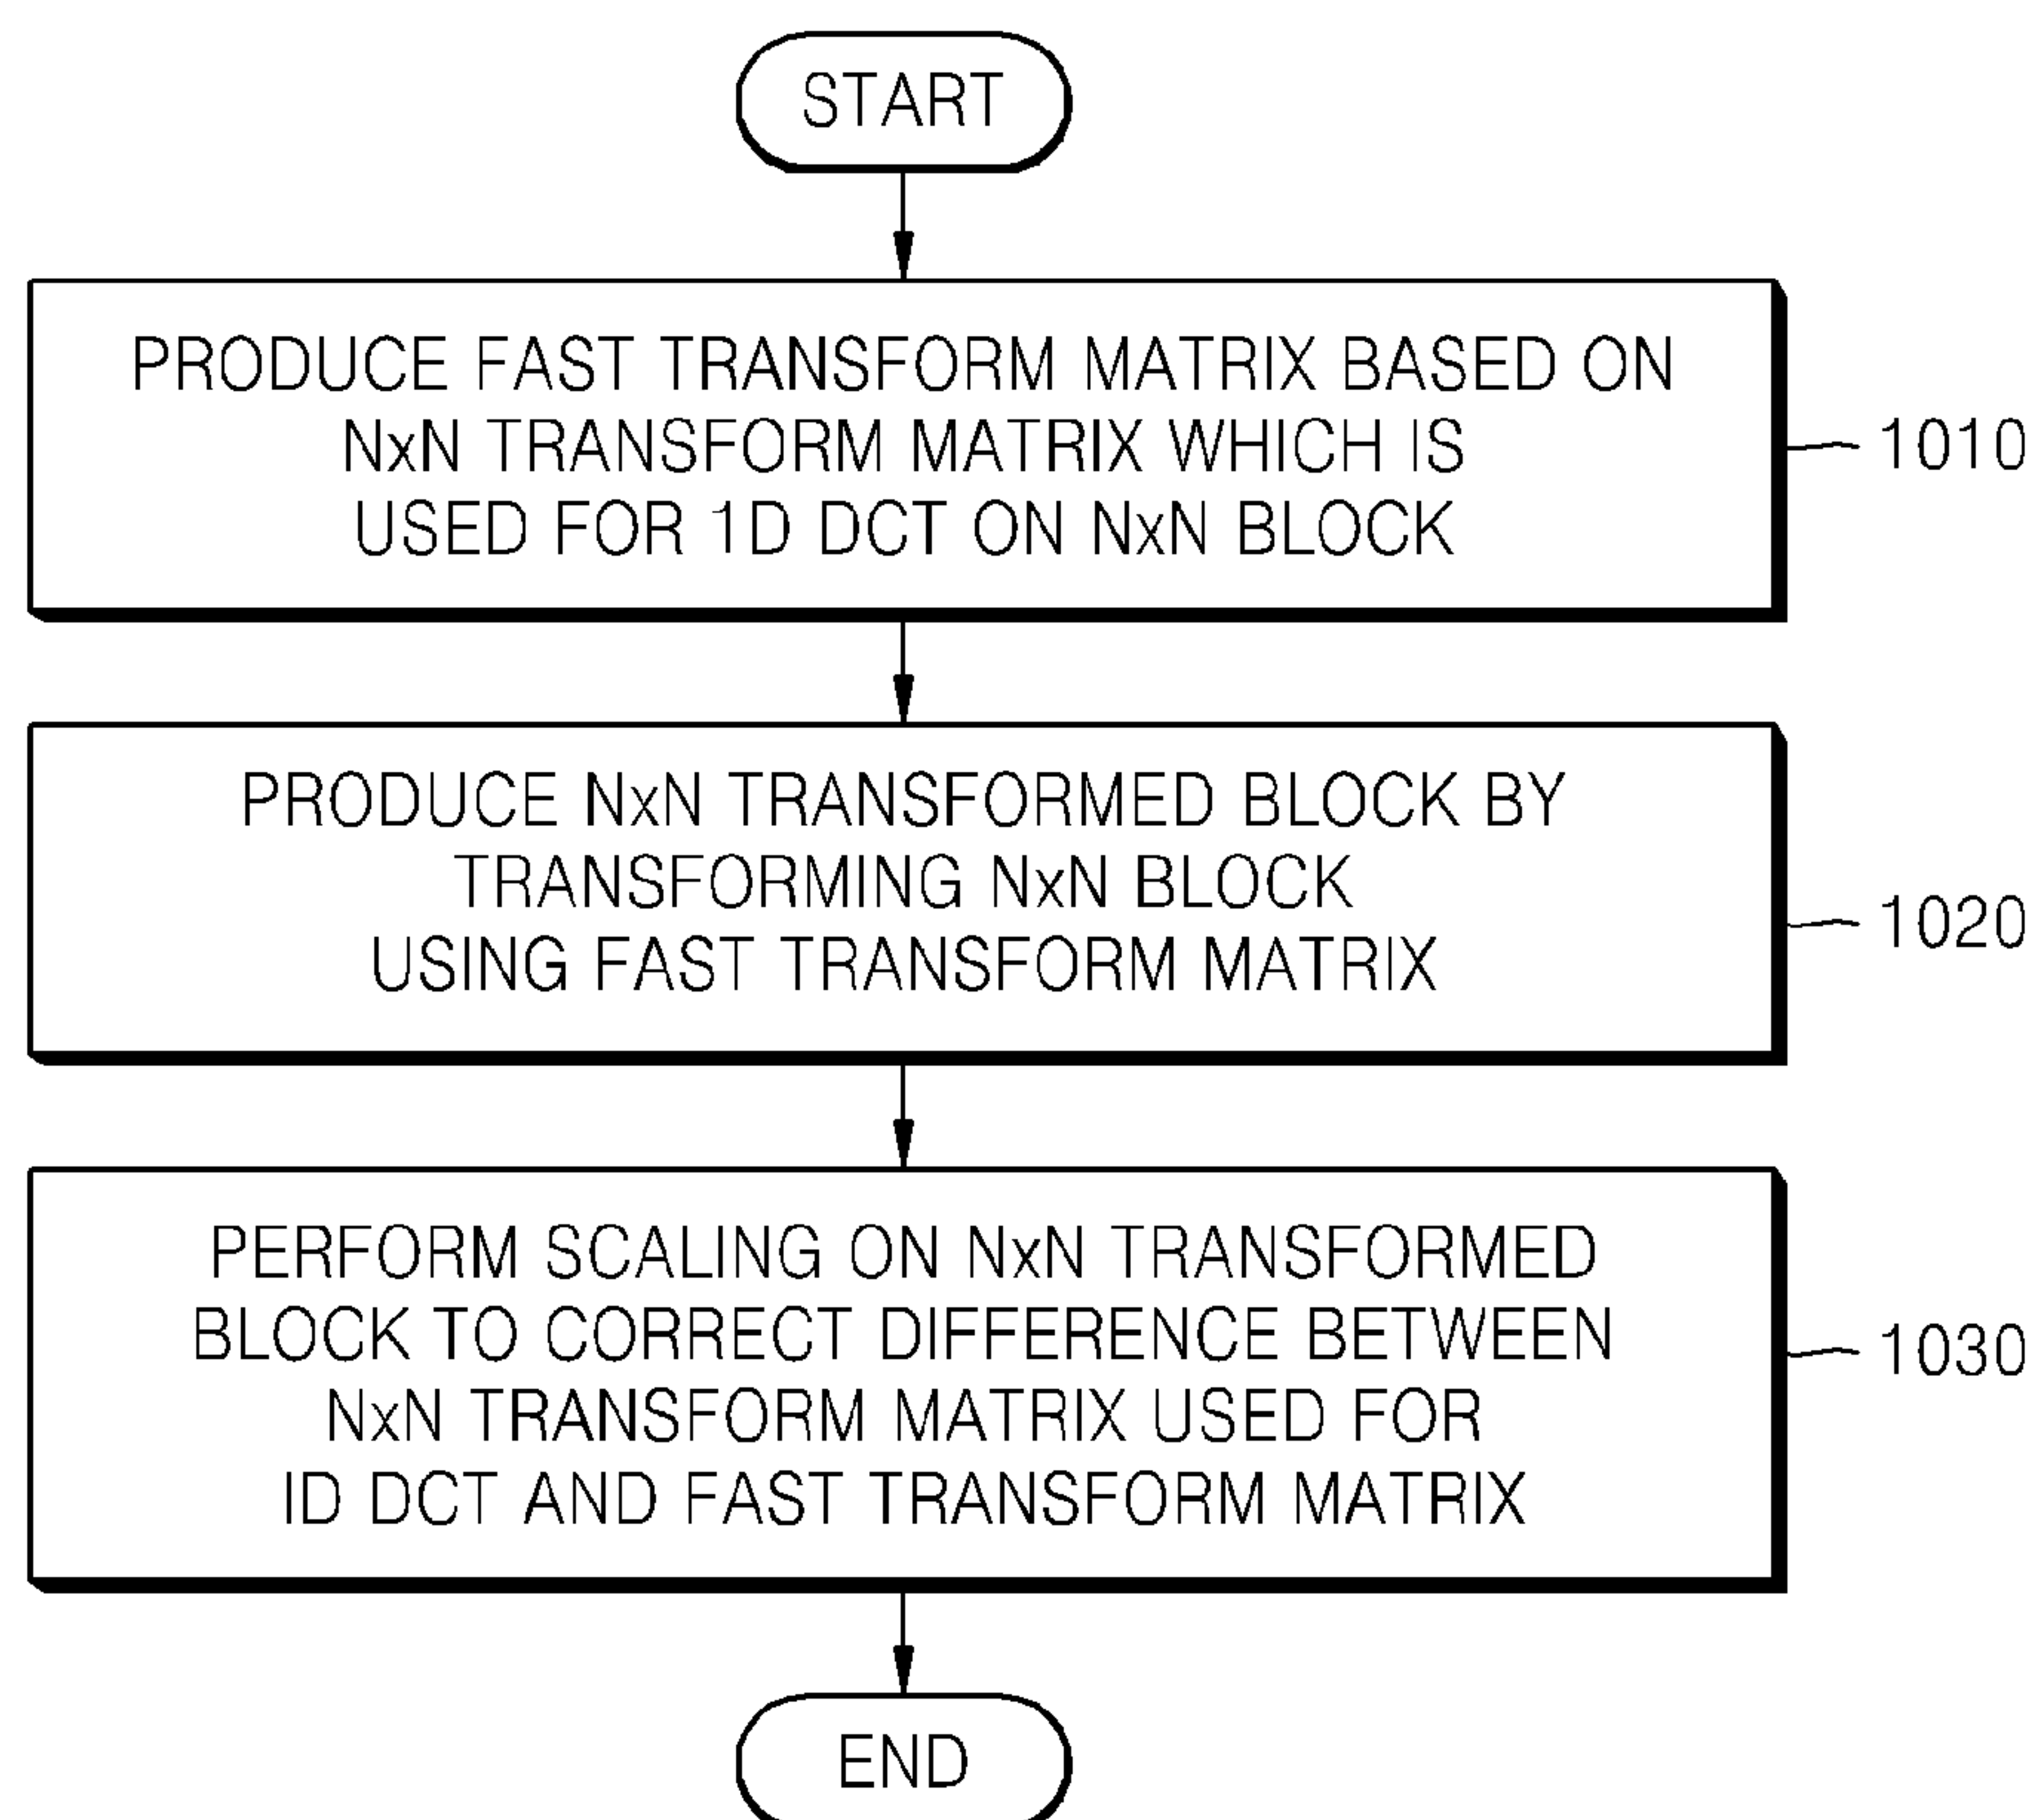 START
PRODUCE FAST TRANSFORM MATRIX BASED ON
NxN TRANSFORM MATRIX WHICH IS
USED FOR 1D DCT ON NxN BLOCK
1010
PRODUCE NxN TRANSFORMED BLOCK BY
TRANSFORMING NxN BLOCK
USING FAST TRANSFORM MATRIX
1020
PERFORM SCALING ON NxN TRANSFORMED
BLOCK TO CORRECT DIFFERENCE BETWEEN
NxN TRANSFORM MATRIX USED FOR
ID DCT AND FAST TRANSFORM MATRIX
1030
END